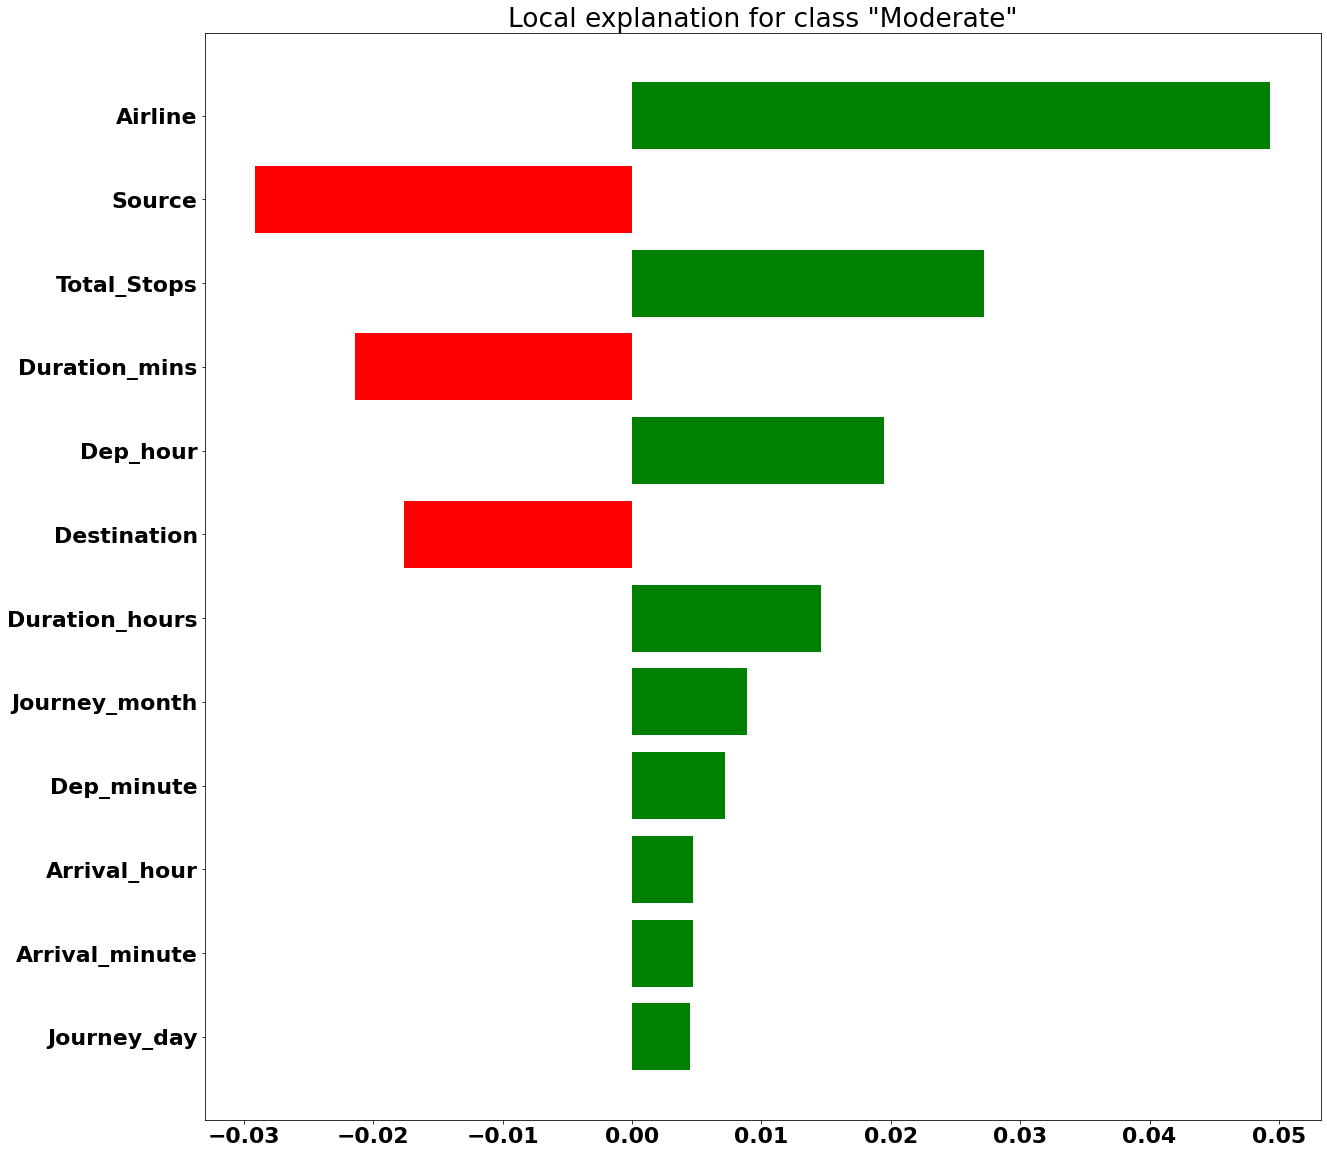 Local explanation for class "Moderate"
Airline
Source
Total_Stops
Duration_mins
Dep_hour
Destination
Duration_hours
Journey_month
Dep_minute
Arrival_hour
Arrival_minute
Journey_day
−0.03 −0.02 −0.01 0.00 0.01 0.02 0.03 0.04 0.05